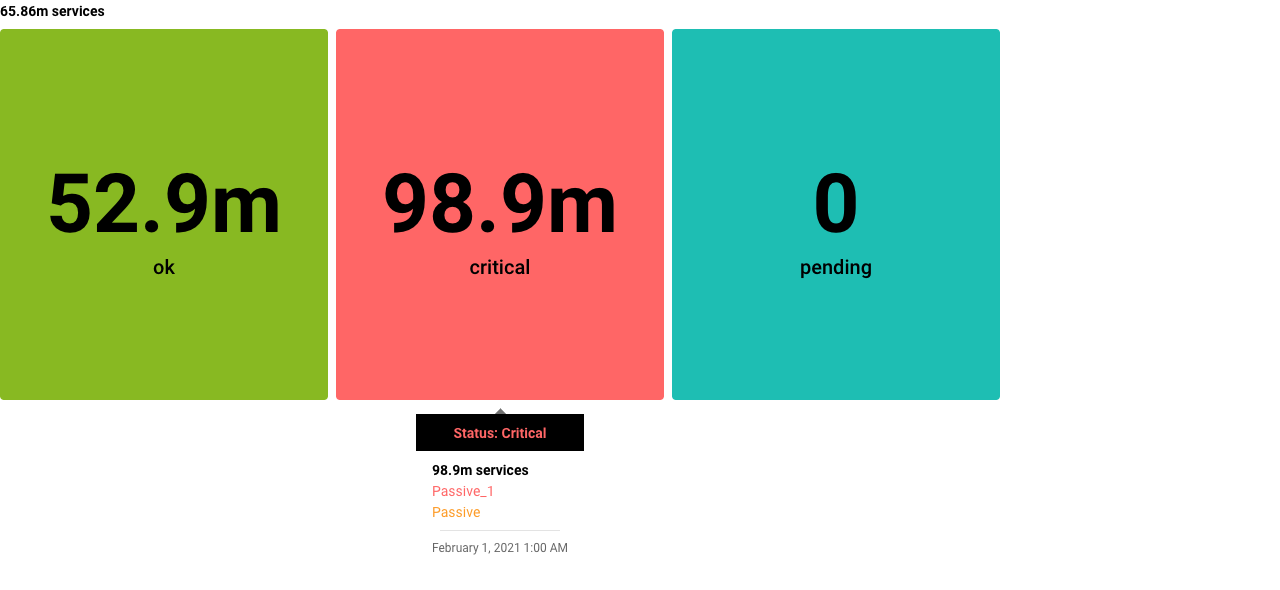 65.86m services
52.9m
ok
98.9m
critical
0
pending
Status: Critical
98.9m services
Passive_1
Passive
February 1, 2021 1:00 AM